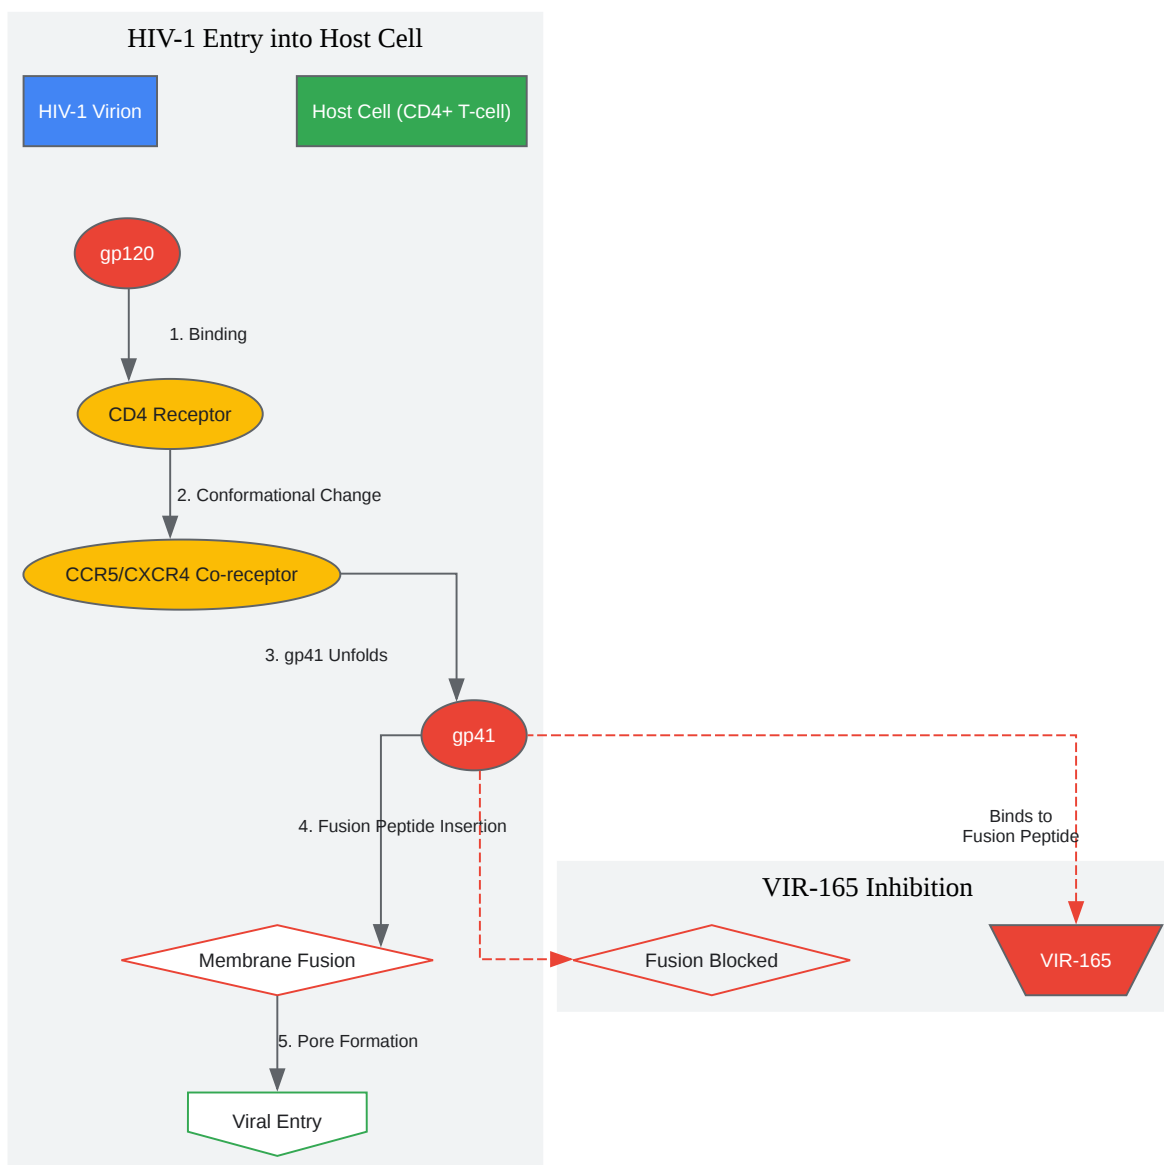 HIV-1 Entry into Host Cell
HIV-1 Virion
Host Cell (CD4+ T-cell)
gp120
1. Binding
CD4 Receptor
2. Conformational Change
CCR5/CXCR4 Co-receptor
3. gp41 Unfolds
gp41
4. Fusion Peptide Insertion
Binds to
Fusion Peptide
VIR-165 Inhibition
Membrane Fusion
Fusion Blocked
VIR-165
5. Pore Formation
Viral Entry